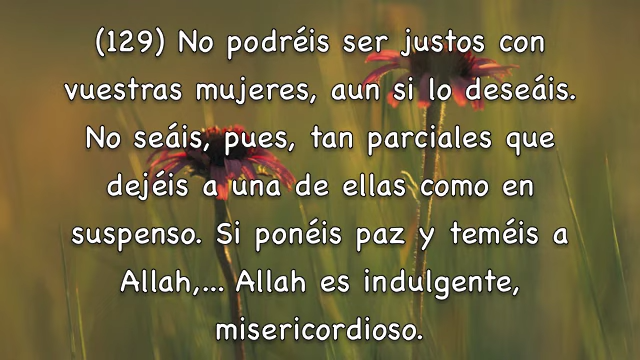 (129) No podréis ser justos con
vuestras mujeres, aun si lo deseáis.
No seáis, pues, tan parciales que
dejéis a una de ellas como en
suspenso. Si ponéis paz y teméis a
Allah,... Allah es indulgente,
misericordioso.